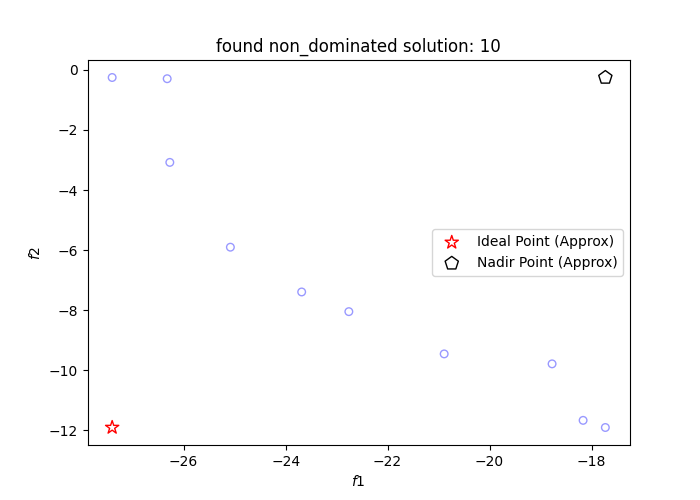 found non_dominated solution: 10
0
−2
−4
−6
−8
−10
−12
f2
Ideal Point (Approx)
Nadir Point (Approx)
−26
−24
−22
−20
−18
f1